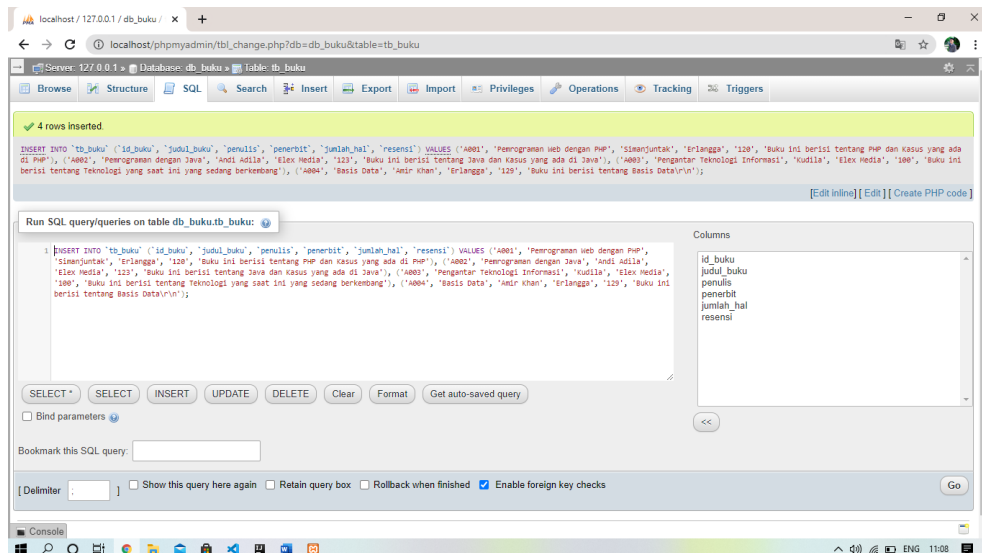 localhost / 127.0.0.1 / db_buku /
localhost/phpmyadmin/tbl_change.php?db=db_buku&table=tb_buku
Server: 127.0.0.1 » Database: db_buku » Table: tb_buku
Browse Structure SQL Search Insert Export Import Privileges Operations Tracking Triggers
4 rows inserted.
INSERT INTO `tb_buku` (`id_buku`, `judul_buku`, `penulis`, `penerbit`, `jumlah_hal`, `resensi`) VALUES ('A001', 'Pemrograman Web dengan PHP', 'Simanjuntak', 'Erlangga', '120', 'Buku ini berisi tentang PHP dan Kasus yang ada
di PHP'), ('A002', 'Pemrograman dengan Java', 'Andi Adila', 'Elex Media', '123', 'Buku ini berisi tentang Java dan Kasus yang ada di Java'), ('A003', 'Pengantar Teknologi Informasi', 'Kudila', 'Elex Media', '100', 'Buku ini
berisi tentang Teknologi yang saat ini yang sedang berkembang'), ('A004', 'Basis Data', 'Amir Khan', 'Erlangga', '129', 'Buku ini berisi tentang Basis Data\r\n');
[Edit inline] [ Edit ] [ Create PHP code ]
Run SQL query/queries on table db_buku.tb_buku:
1 INSERT INTO `tb_buku` (`id_buku`, `judul_buku`, `penulis`, `penerbit`, `jumlah_hal`, `resensi`) VALUES ('A001', 'Pemrograman Web dengan PHP',
'Simanjuntak', 'Erlangga', '120', 'Buku ini berisi tentang PHP dan Kasus yang ada di PHP'), ('A002', 'Pemrograman dengan Java', 'Andi Adila',
'Elex Media', '123', 'Buku ini berisi tentang Java dan Kasus yang ada di Java'), ('A003', 'Pengantar Teknologi Informasi', 'Kudila', 'Elex Media',
'100', 'Buku ini berisi tentang Teknologi yang saat ini yang sedang berkembang'), ('A004', 'Basis Data', 'Amir Khan', 'Erlangga', '129', 'Buku ini
berisi tentang Basis Data\r\n');
Columns
id_buku
judul_buku
penulis
penerbit
jumlah_hal
resensi
SELECT * SELECT INSERT UPDATE DELETE Clear Format Get auto-saved query
<<
Bind parameters
Bookmark this SQL query:
[ Delimiter ; ] Show this query here again Retain query box Rollback when finished Enable foreign key checks Go
Console
ENG 11:08